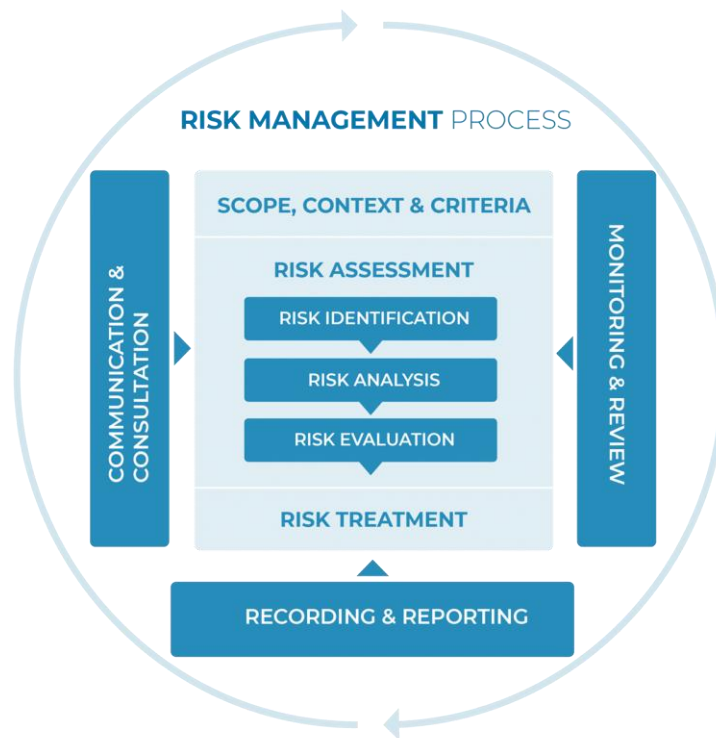 RISK MANAGEMENT PROCESS
COMMUNICATION &
CONSULTATION
SCOPE, CONTEXT & CRITERIA
RISK ASSESSMENT
RISK IDENTIFICATION
RISK ANALYSIS
RISK EVALUATION
RISK TREATMENT
MONITORING & REVIEW
RECORDING & REPORTING